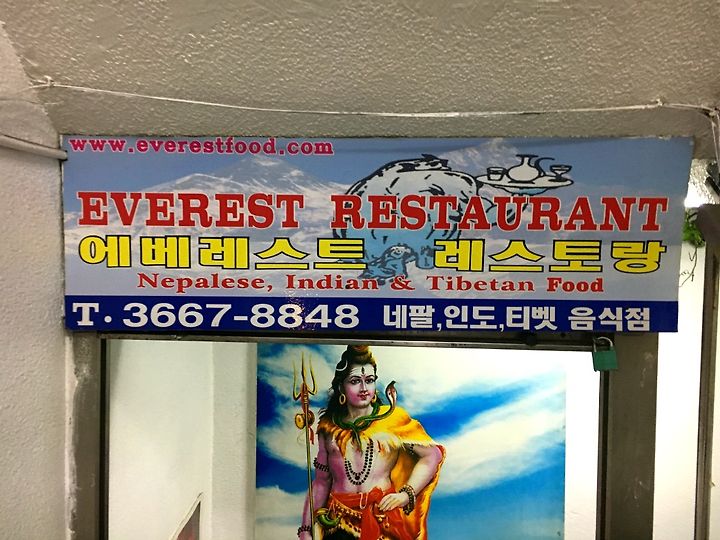 www.everestfood.com
EVEREST RESTAURANT
에베레스트 레스토랑
Nepalese, Indian & Tibetan Food
T. 3667-8848 네팔,인도,티벳 음식점